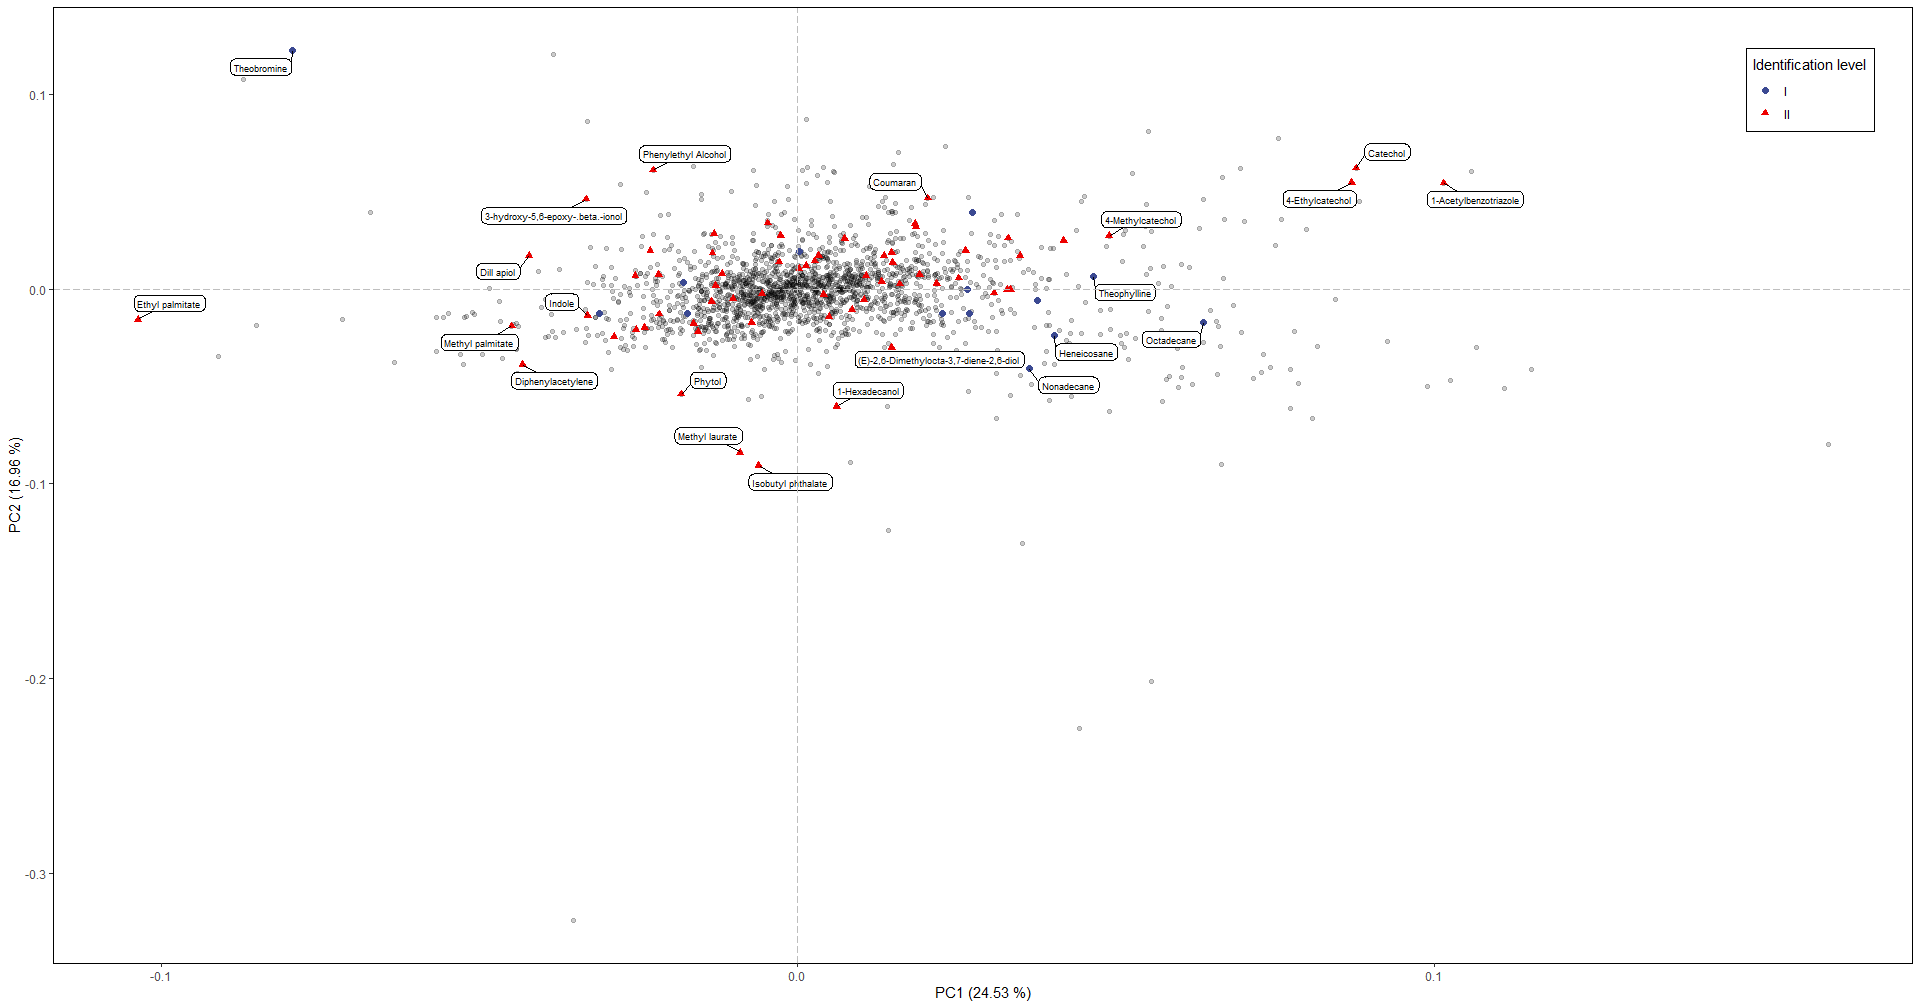 Identification level
I
II
Theobromine
0.1
Phenylethyl Alcohol
Catechol
Coumaran
4-Ethylcatechol
1-Acetylbenzotriazole
3-hydroxy-5,6-epoxy-.beta.-ionol
4-Methylcatechol
Dill apiol
0.0
Theophylline
Ethyl palmitate
Indole
Methyl palmitate
Octadecane
Heneicosane
(E)-2,6-Dimethylocta-3,7-diene-2,6-diol
Diphenylacetylene
Phytol
Nonadecane
1-Hexadecanol
Methyl laurate
Isobutyl phthalate
-0.1
PC2 (16.96 %)
-0.2
-0.3
-0.1
0.0
0.1
PC1 (24.53 %)